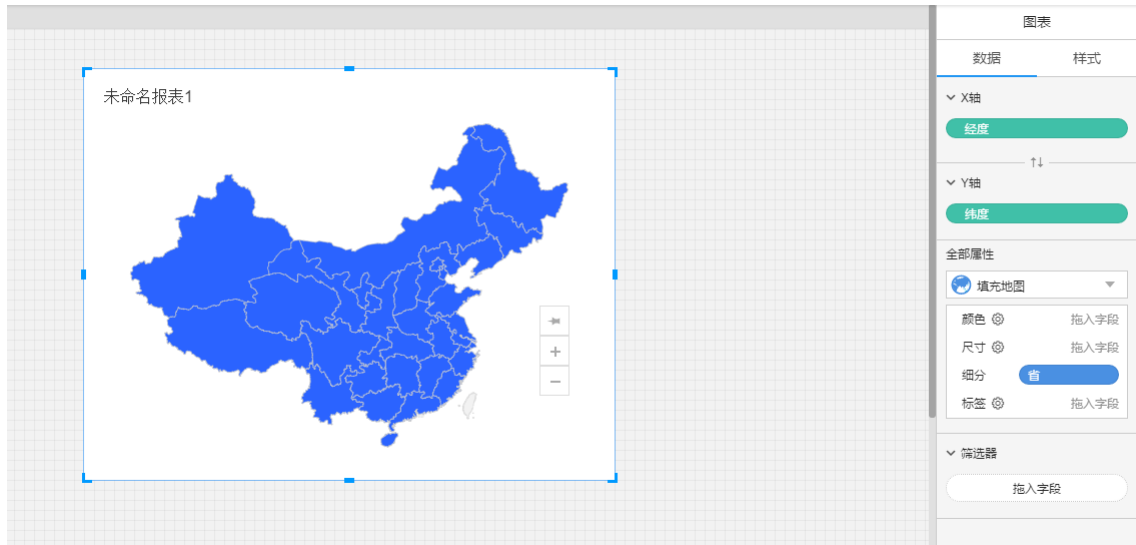 图表
数据 样式
未命名报表1
X轴
经度
Y轴
纬度
全部属性
填充地图
颜色 拖入字段
尺寸 拖入字段
细分 省
标签 拖入字段
筛选器
拖入字段